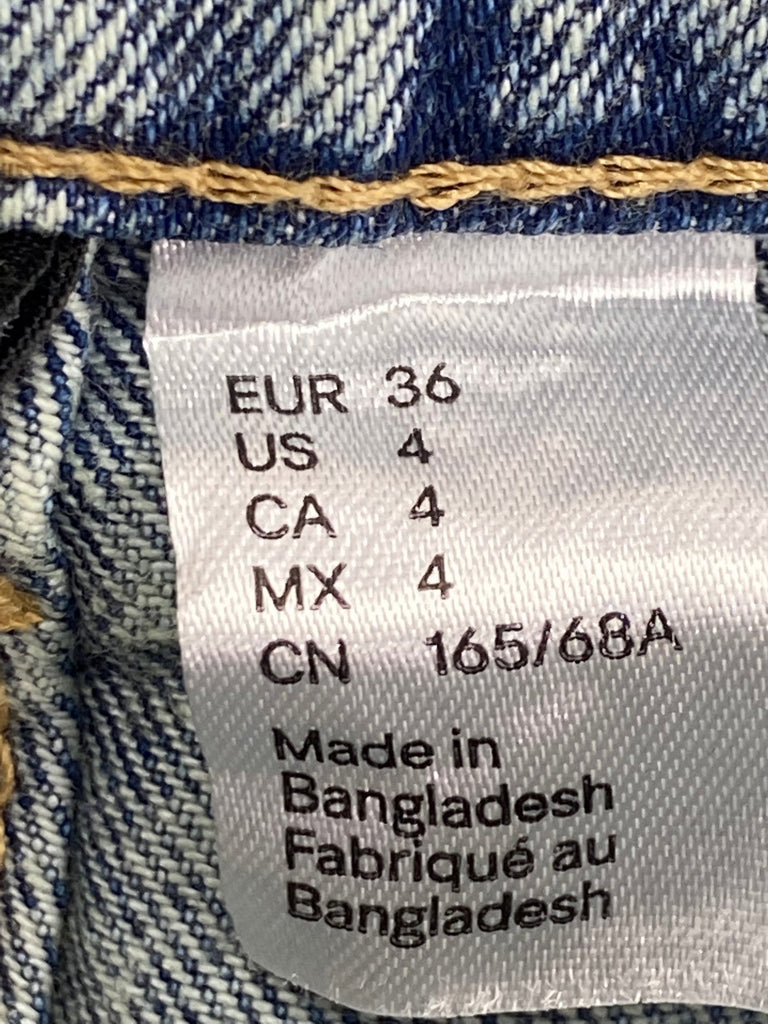 EUR 36
US 4
CA 4
MX 4
CN 165/68A
Made in
Bangladesh
Fabriqué au
Bangladesh